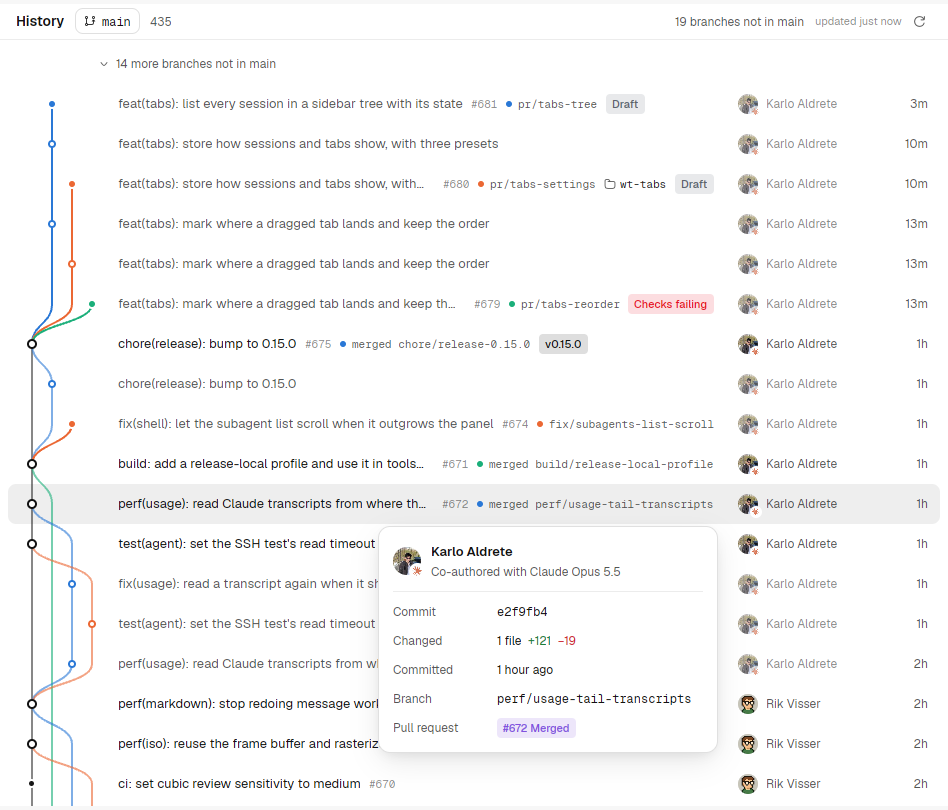 History main 435 19 branches not in main updated just now
14 more branches not in main
feat(tabs): list every session in a sidebar tree with its state #681 pr/tabs-tree Draft Karlo Aldrete 3m
feat(tabs): store how sessions and tabs show, with three presets Karlo Aldrete 10m
feat(tabs): store how sessions and tabs show, with... #680 pr/tabs-settings wt-tabs Draft Karlo Aldrete 10m
feat(tabs): mark where a dragged tab lands and keep the order Karlo Aldrete 13m
feat(tabs): mark where a dragged tab lands and keep the order Karlo Aldrete 13m
feat(tabs): mark where a dragged tab lands and keep th... #679 pr/tabs-reorder Checks failing Karlo Aldrete 13m
chore(release): bump to 0.15.0 #675 merged chore/release-0.15.0 v0.15.0 Karlo Aldrete 1h
chore(release): bump to 0.15.0 Karlo Aldrete 1h
fix(shell): let the subagent list scroll when it outgrows the panel #674 fix/subagents-list-scroll Karlo Aldrete 1h
build: add a release-local profile and use it in tools... #671 merged build/release-local-profile Karlo Aldrete 1h
perf(usage): read Claude transcripts from where th... #672 merged perf/usage-tail-transcripts Karlo Aldrete 1h
test(agent): set the SSH test's read timeout Karlo Aldrete 1h
fix(usage): read a transcript again when it sh Karlo Aldrete 1h
test(agent): set the SSH test's read timeout Karlo Aldrete 1h
perf(usage): read Claude transcripts from wh Karlo Aldrete 2h
perf(markdown): stop redoing message work Rik Visser 2h
perf(iso): reuse the frame buffer and rasteriz Rik Visser 2h
ci: set cubic review sensitivity to medium #670 Rik Visser 2h
Karlo Aldrete
Co-authored with Claude Opus 5.5
Commit e2f9fb4
Changed 1 file +121 −19
Committed 1 hour ago
Branch perf/usage-tail-transcripts
Pull request #672 Merged